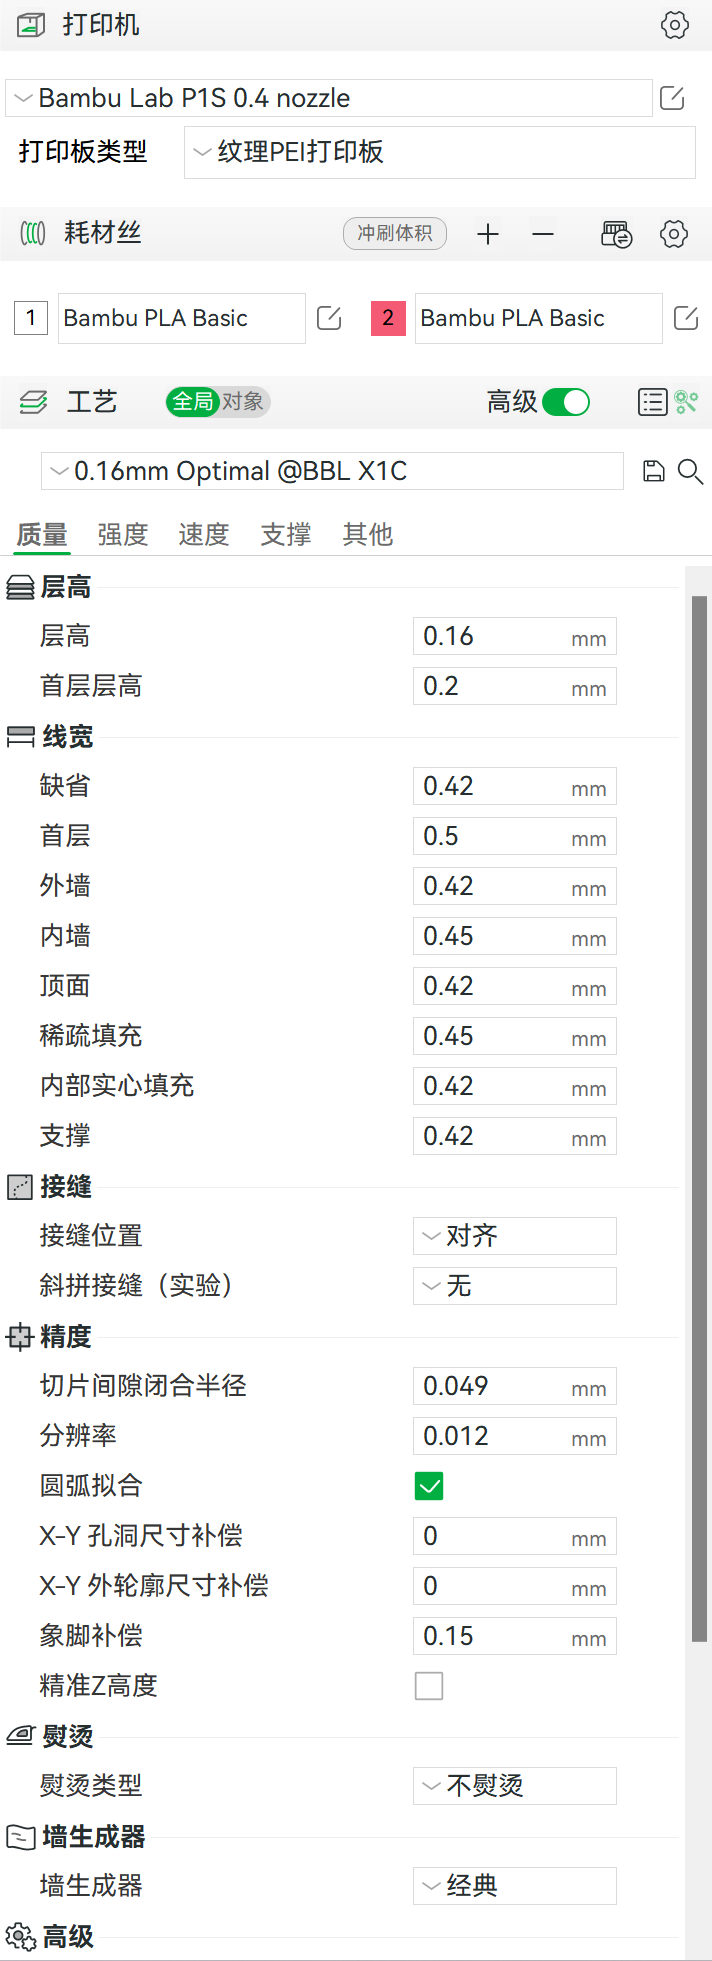 打印机
Bambu Lab P1S 0.4 nozzle
打印板类型 纹理PEI打印板
耗材丝 冲刷体积
1 Bambu PLA Basic 2 Bambu PLA Basic
工艺 全局 对象 高级
0.16mm Optimal @BBL X1C
质量 强度 速度 支撑 其他
层高
层高 0.16 mm
首层层高 0.2 mm
线宽
缺省 0.42 mm
首层 0.5 mm
外墙 0.42 mm
内墙 0.45 mm
顶面 0.42 mm
稀疏填充 0.45 mm
内部实心填充 0.42 mm
支撑 0.42 mm
接缝
接缝位置 对齐
斜拼接缝（实验） 无
精度
切片间隙闭合半径 0.049 mm
分辨率 0.012 mm
圆弧拟合
X-Y 孔洞尺寸补偿 0 mm
X-Y 外轮廓尺寸补偿 0 mm
象脚补偿 0.15 mm
精准Z高度
熨烫
熨烫类型 不熨烫
墙生成器
墙生成器 经典
高级